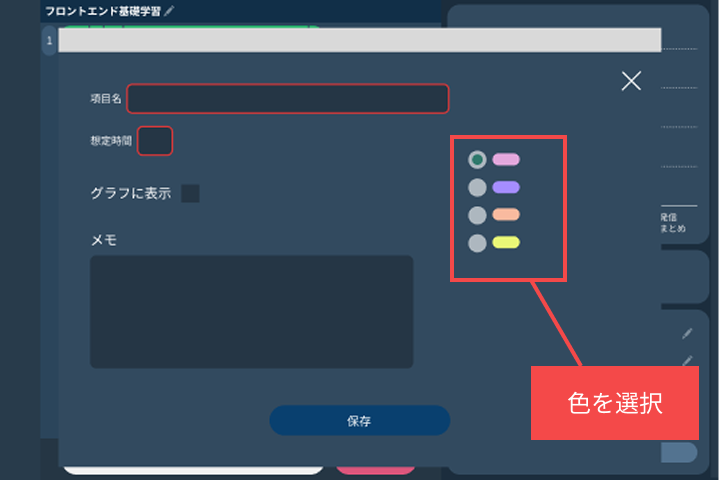 フロントエンド基礎学習
1
項目名
想定時間
グラフに表示
メモ
保存
発信
まとめ
色を選択